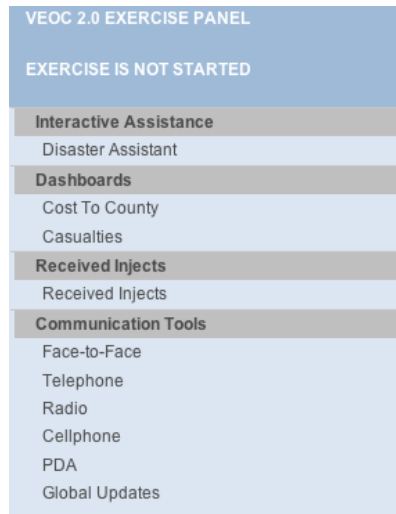 VEOC 2.0 EXERCISE PANEL
EXERCISE IS NOT STARTED
Interactive Assistance
Disaster Assistant
Dashboards
Cost To County
Casualties
Received Injects
Received Injects
Communication Tools
Face-to-Face
Telephone
Radio
Cellphone
PDA
Global Updates